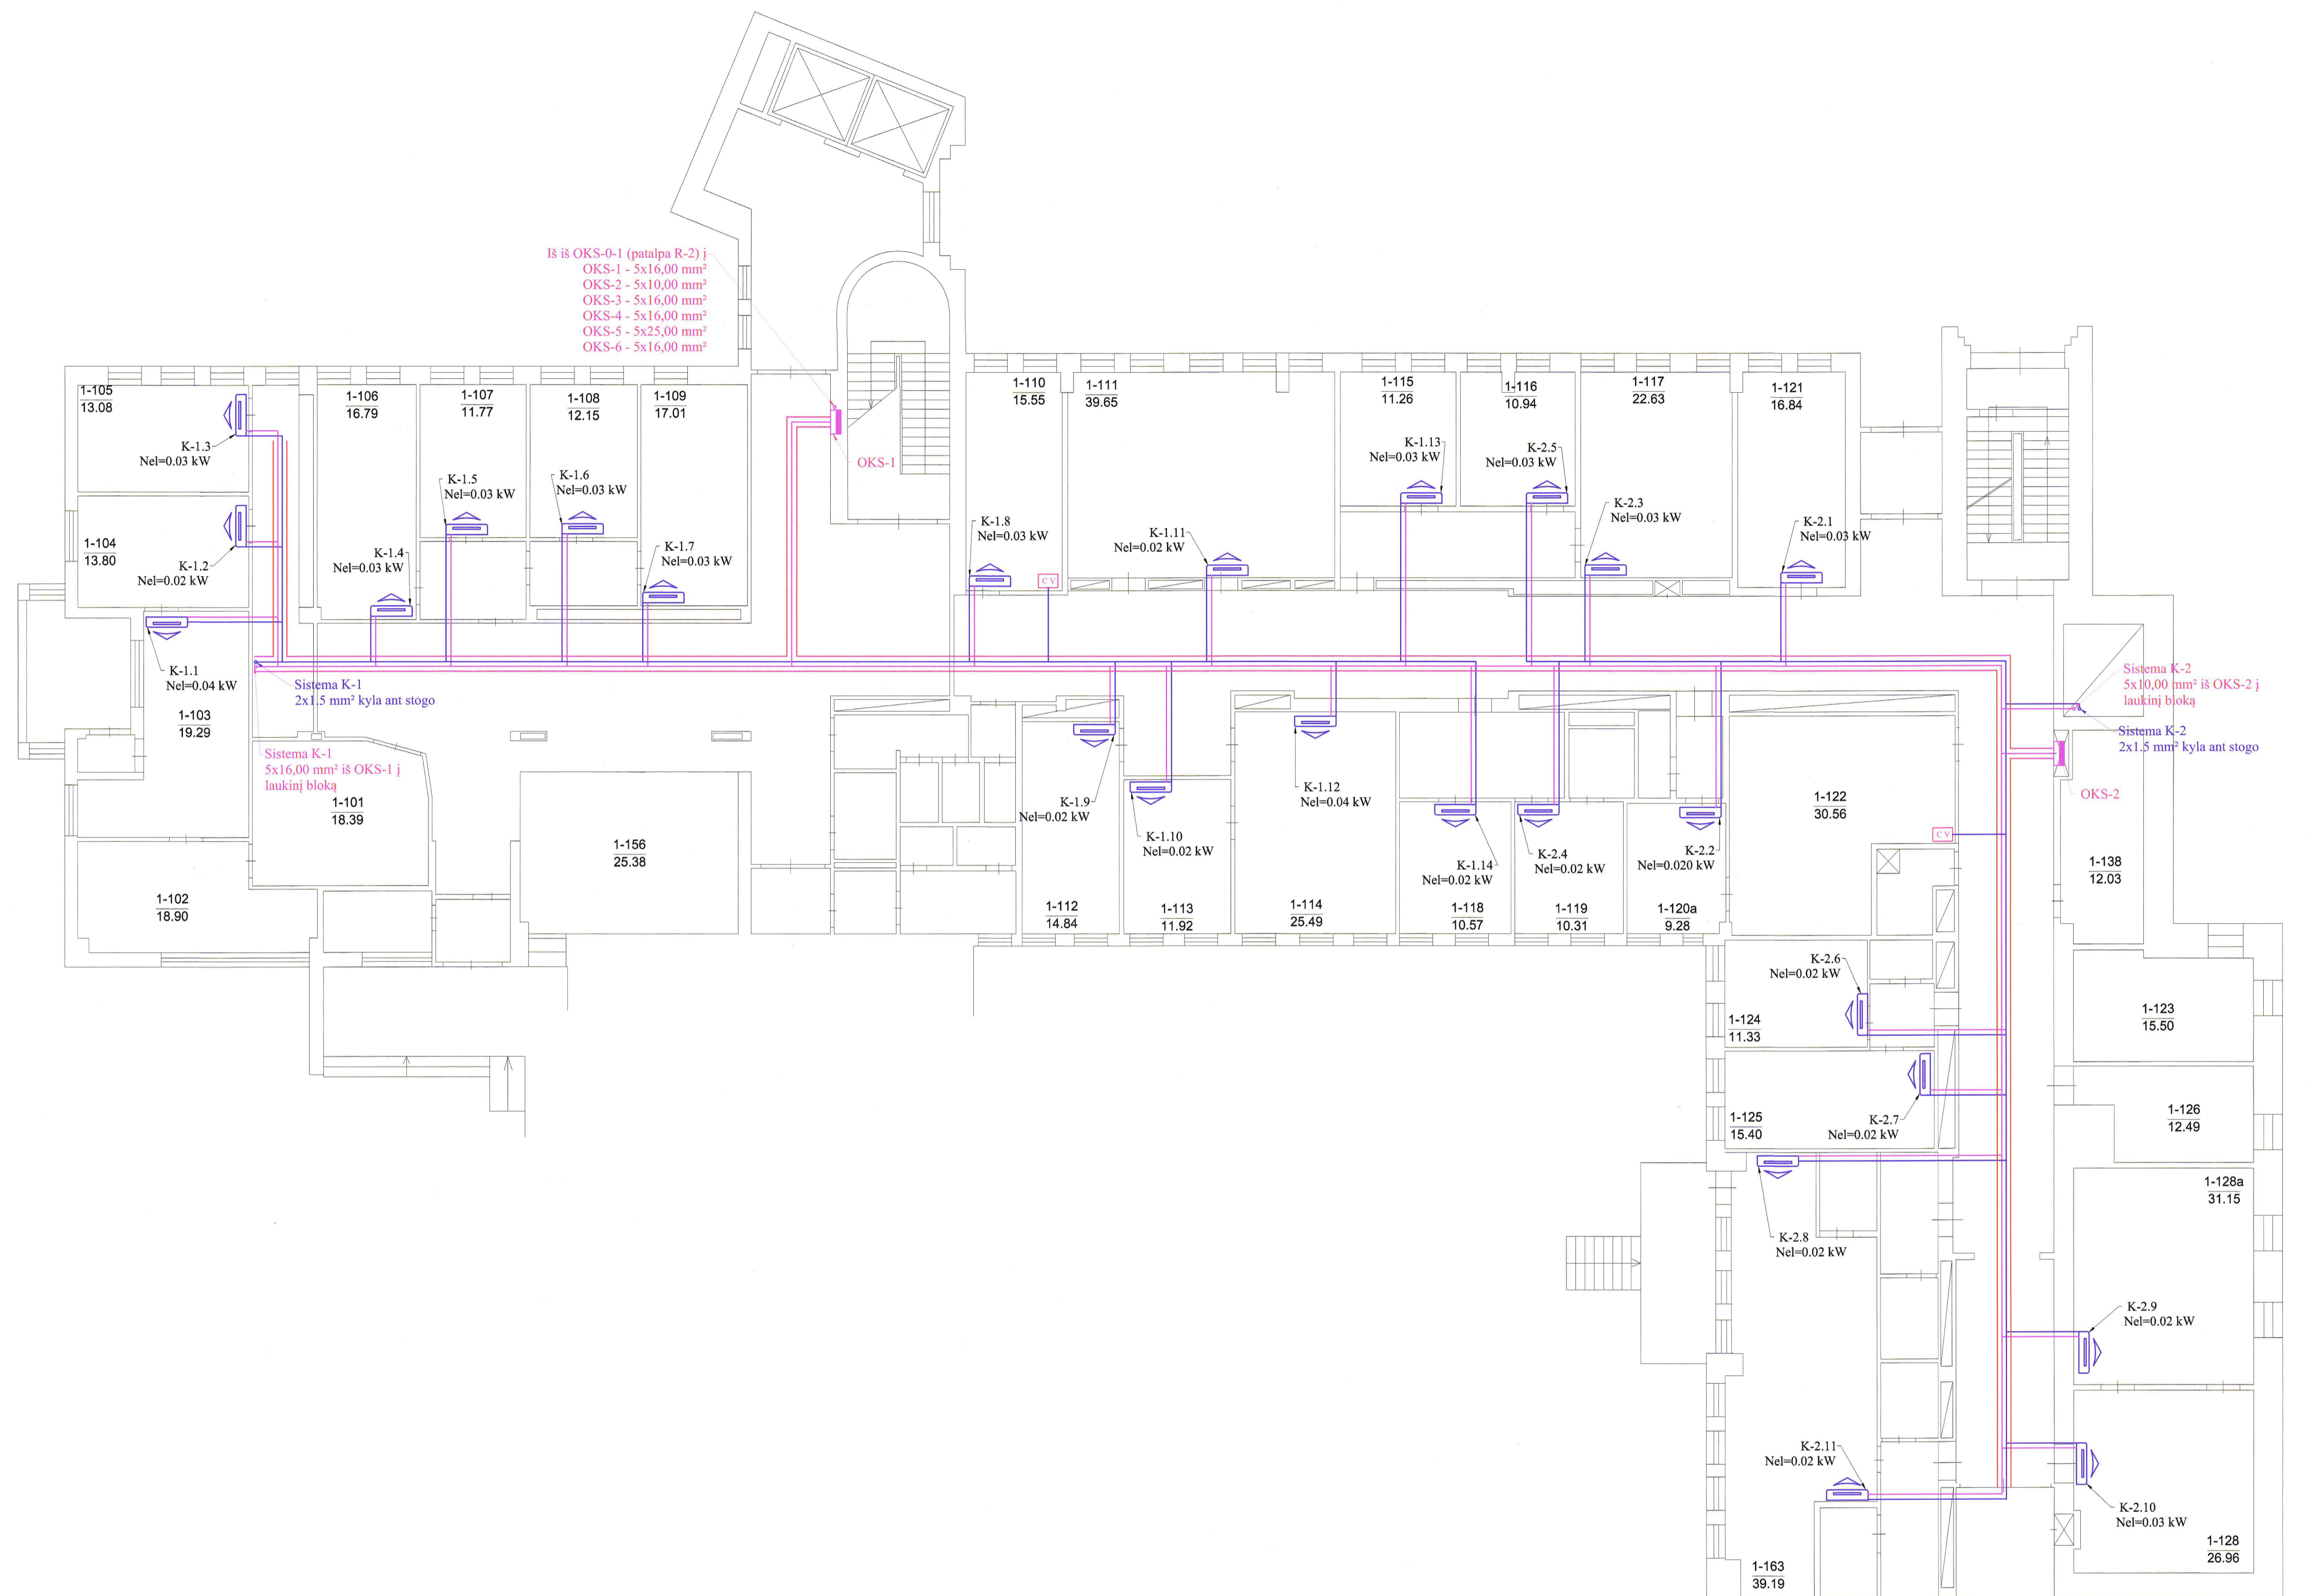 Iš iš OKS-0-1 (patalpa R-2) į
OKS-1 - 5x16,00 mm²
OKS-2 - 5x10,00 mm²
OKS-3 - 5x16,00 mm²
OKS-4 - 5x16,00 mm²
OKS-5 - 5x25,00 mm²
OKS-6 - 5x16,00 mm²
OKS-1
1-105
13.08
K-1.3
Nel=0.03 kW
1-104
13.80
K-1.2
Nel=0.02 kW
1-106
16.79
K-1.4
Nel=0.03 kW
1-107
11.77
K-1.5
Nel=0.03 kW
1-108
12.15
K-1.6
Nel=0.03 kW
1-109
17.01
K-1.7
Nel=0.03 kW
1-110
15.55
K-1.8
Nel=0.03 kW
C V
1-111
39.65
K-1.11
Nel=0.02 kW
1-115
11.26
K-1.13
Nel=0.03 kW
1-116
10.94
K-2.5
Nel=0.03 kW
1-117
22.63
K-2.3
Nel=0.03 kW
1-121
16.84
K-2.1
Nel=0.03 kW
K-1.1
Nel=0.04 kW
1-103
19.29
Sistema K-1
2x1.5 mm² kyla ant stogo
Sistema K-1
5x16,00 mm² iš OKS-1 į
laukinį bloką
1-101
18.39
1-102
18.90
1-156
25.38
K-1.9
Nel=0.02 kW
1-112
14.84
K-1.10
Nel=0.02 kW
1-113
11.92
K-1.12
Nel=0.04 kW
1-114
25.49
K-1.14
Nel=0.02 kW
1-118
10.57
K-2.4
Nel=0.02 kW
1-119
10.31
K-2.2
Nel=0.020 kW
1-120a
9.28
1-122
30.56
C V
Sistema K-2
5x10,00 mm² iš OKS-2 į
laukinį bloką
Sistema K-2
2x1.5 mm² kyla ant stogo
OKS-2
1-138
12.03
K-2.6
Nel=0.02 kW
1-124
11.33
1-123
15.50
1-125
15.40
K-2.7
Nel=0.02 kW
1-126
12.49
1-128a
31.15
K-2.8
Nel=0.02 kW
K-2.9
Nel=0.02 kW
K-2.11
Nel=0.02 kW
K-2.10
Nel=0.03 kW
1-128
26.96
1-163
39.19